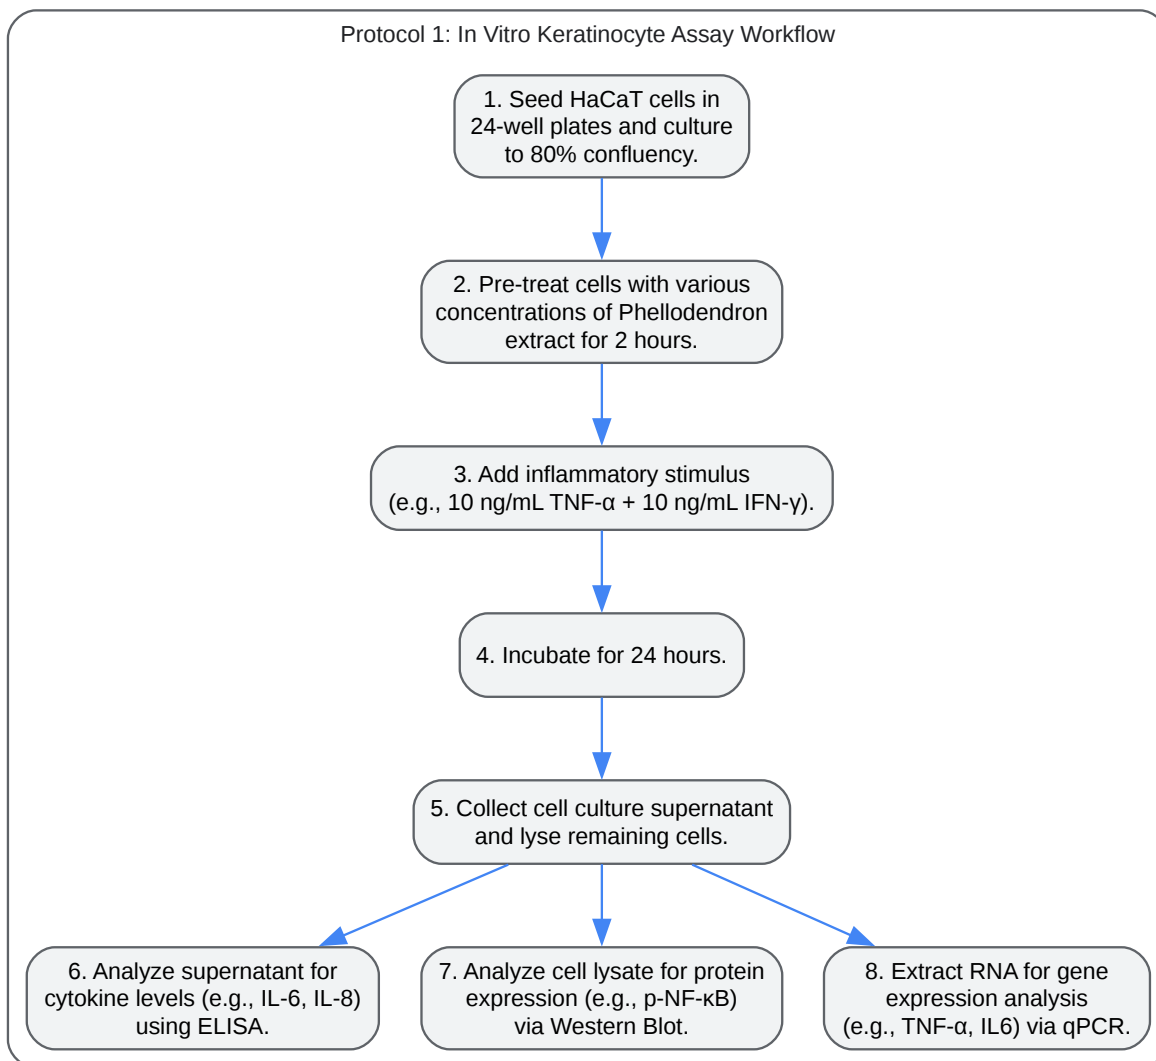 Protocol 1: In Vitro Keratinocyte Assay Workflow
1. Seed HaCaT cells in
24-well plates and culture
to 80% confluency.
2. Pre-treat cells with various
concentrations of Phellodendron
extract for 2 hours.
3. Add inflammatory stimulus
(e.g., 10 ng/mL TNF-α + 10 ng/mL IFN-γ).
4. Incubate for 24 hours.
5. Collect cell culture supernatant
and lyse remaining cells.
6. Analyze supernatant for
cytokine levels (e.g., IL-6, IL-8)
using ELISA.
7. Analyze cell lysate for protein
expression (e.g., p-NF-κB)
via Western Blot.
8. Extract RNA for gene
expression analysis
(e.g., TNF-α, IL6) via qPCR.